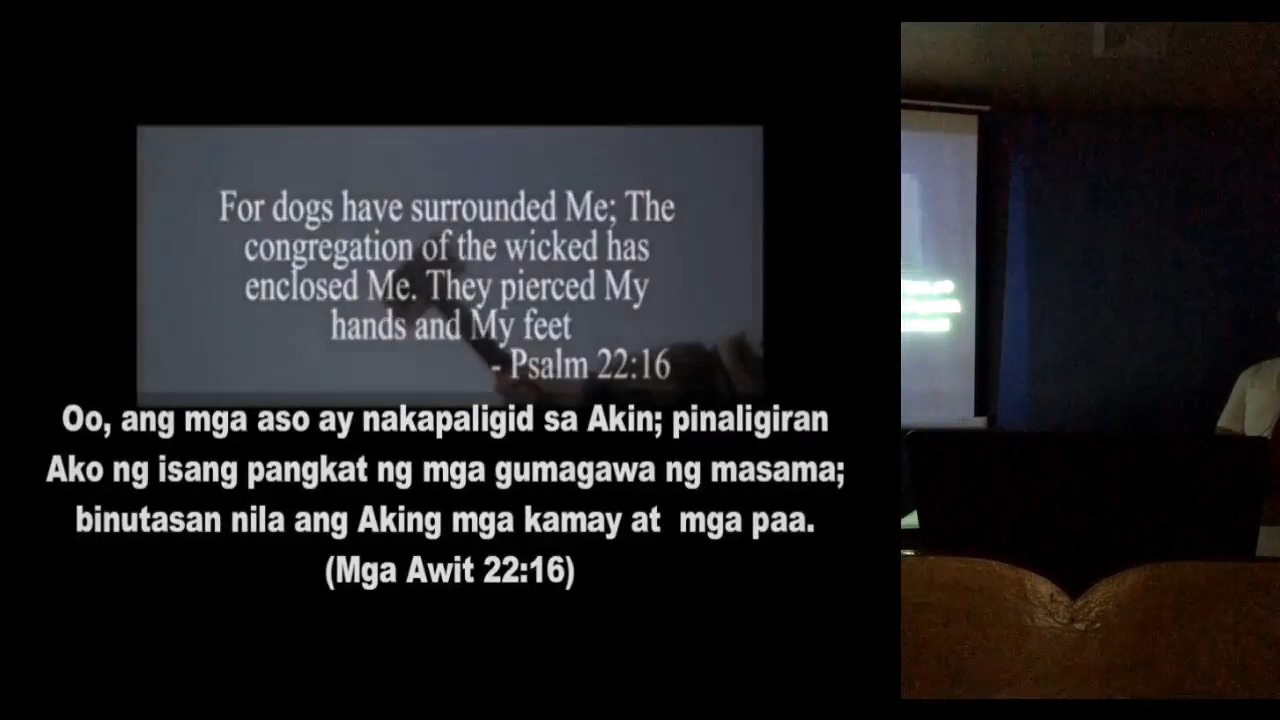 For dogs have surrounded Me; The
congregation of the wicked has
enclosed Me. They pierced My
hands and My feet
- Psalm 22:16
Oo, ang mga aso ay nakapaligid sa Akin; pinaligiran
Ako ng isang pangkat ng mga gumagawa ng masama;
binutasan nila ang Aking mga kamay at  mga paa.
(Mga Awit 22:16)